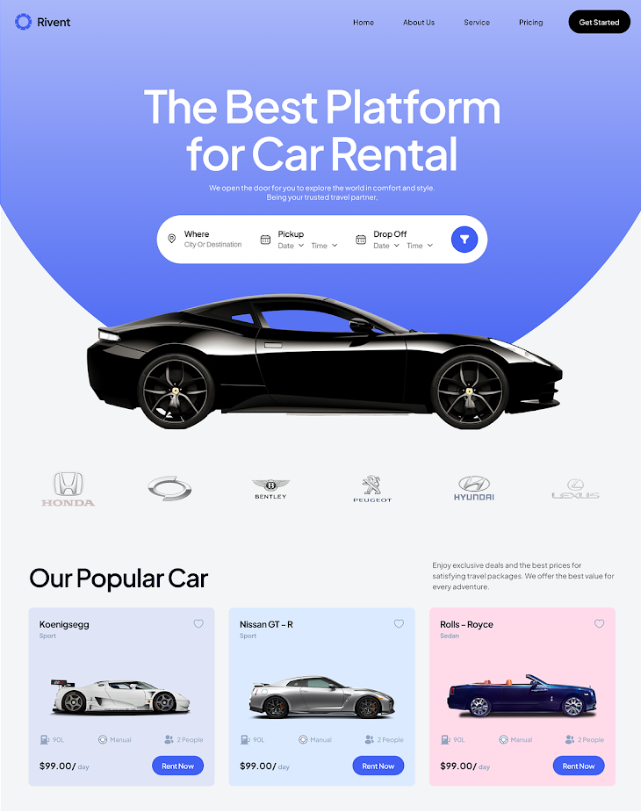 Rivent
Home
About Us
Service
Pricing
Get Started
The Best Platform
for Car Rental
We open the door for you to explore the world in comfort and style.
Being your trusted travel partner.
Where
City Or Destination
Pickup
Date
Time
Drop Off
Date
Time
HONDA
BENTLEY
PEUGEOT
HYUNDAI
LEXUS
Our Popular Car
Enjoy exclusive deals and the best prices for
satisfying travel packages. We offer the best value for
every adventure.
Koenigsegg
Sport
90L
Manual
2 People
$99.00/ day
Rent Now
Nissan GT - R
Sport
90L
Manual
2 People
$99.00/ day
Rent Now
Rolls - Royce
Sedan
90L
Manual
2 People
$99.00/ day
Rent Now